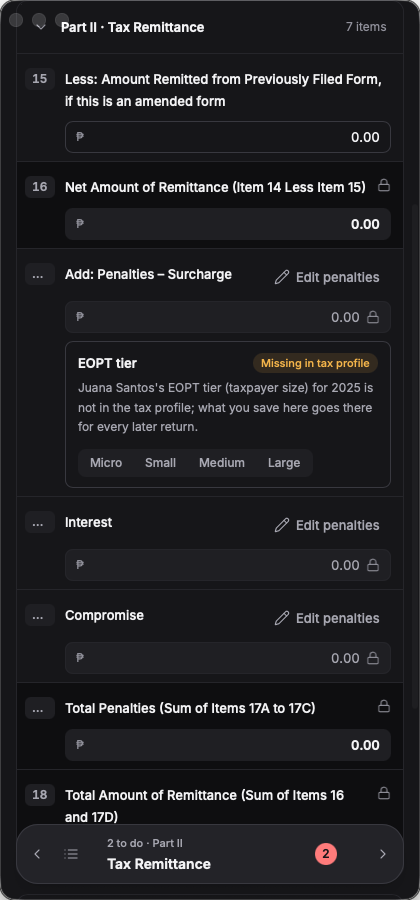 Part II · Tax Remittance
7 items
15
Less: Amount Remitted from Previously Filed Form,
if this is an amended form
₱
0.00
16
Net Amount of Remittance (Item 14 Less Item 15)
₱
0.00
...
Add: Penalties – Surcharge
Edit penalties
₱
0.00
EOPT tier
Missing in tax profile
Juana Santos's EOPT tier (taxpayer size) for 2025 is
not in the tax profile; what you save here goes there
for every later return.
Micro Small Medium Large
...
Interest
Edit penalties
₱
0.00
...
Compromise
Edit penalties
₱
0.00
...
Total Penalties (Sum of Items 17A to 17C)
₱
0.00
18
Total Amount of Remittance (Sum of Items 16
and 17D)
2 to do · Part II
Tax Remittance
2